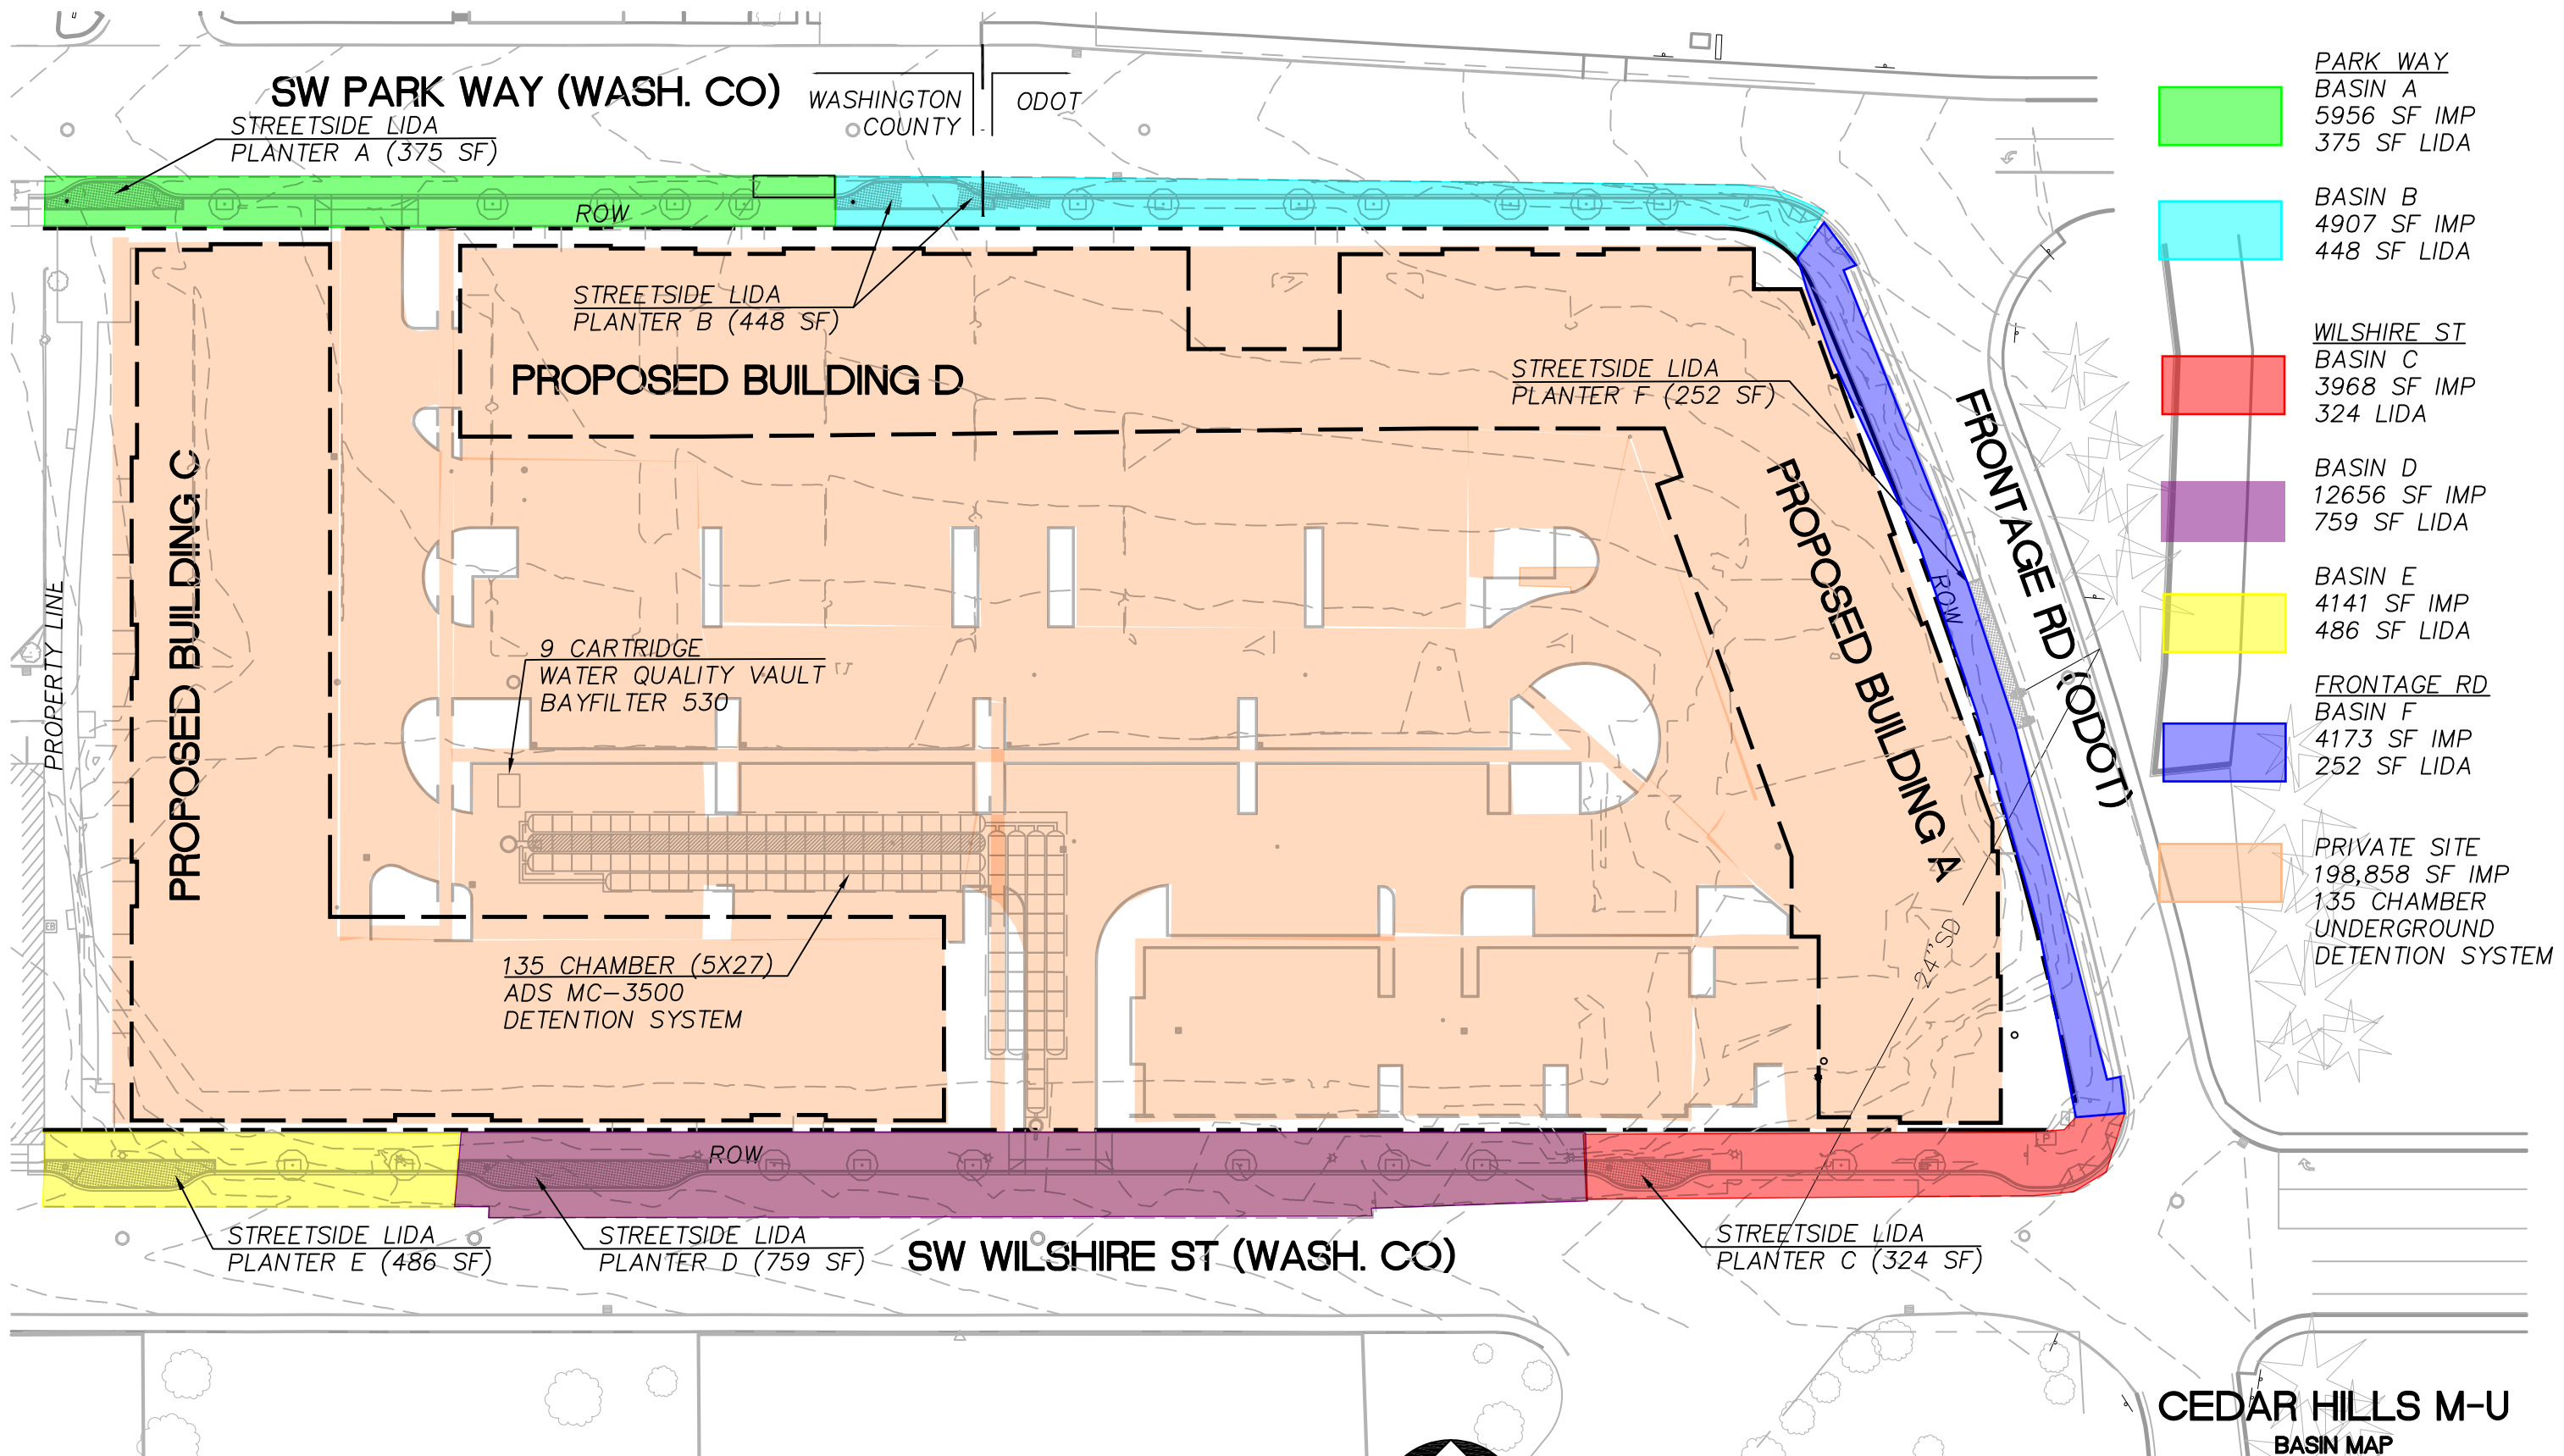 SW PARK WAY (WASH. CO)
WASHINGTON
COUNTY
ODOT
STREETSIDE LIDA
PLANTER A (375 SF)
ROW
STREETSIDE LIDA
PLANTER B (448 SF)
PROPOSED BUILDING D
STREETSIDE LIDA
PLANTER F (252 SF)
PROPOSED BUILDING C
PROPERTY LINE
9 CARTRIDGE
WATER QUALITY VAULT
BAYFILTER 530
PROPOSED BUILDING A
ROW
FRONTAGE RD (ODOT)
24" SD
135 CHAMBER (5X27)
ADS MC-3500
DETENTION SYSTEM
EB
P
ROW
STREETSIDE LIDA
PLANTER E (486 SF)
STREETSIDE LIDA
PLANTER D (759 SF)
SW WILSHIRE ST (WASH. CO)
STREETSIDE LIDA
PLANTER C (324 SF)
PARK WAY
BASIN A
5956 SF IMP
375 SF LIDA
BASIN B
4907 SF IMP
448 SF LIDA
WILSHIRE ST
BASIN C
3968 SF IMP
324 LIDA
BASIN D
12656 SF IMP
759 SF LIDA
BASIN E
4141 SF IMP
486 SF LIDA
FRONTAGE RD
BASIN F
4173 SF IMP
252 SF LIDA
PRIVATE SITE
198,858 SF IMP
135 CHAMBER
UNDERGROUND
DETENTION SYSTEM
CEDAR HILLS M-U
BASIN MAP